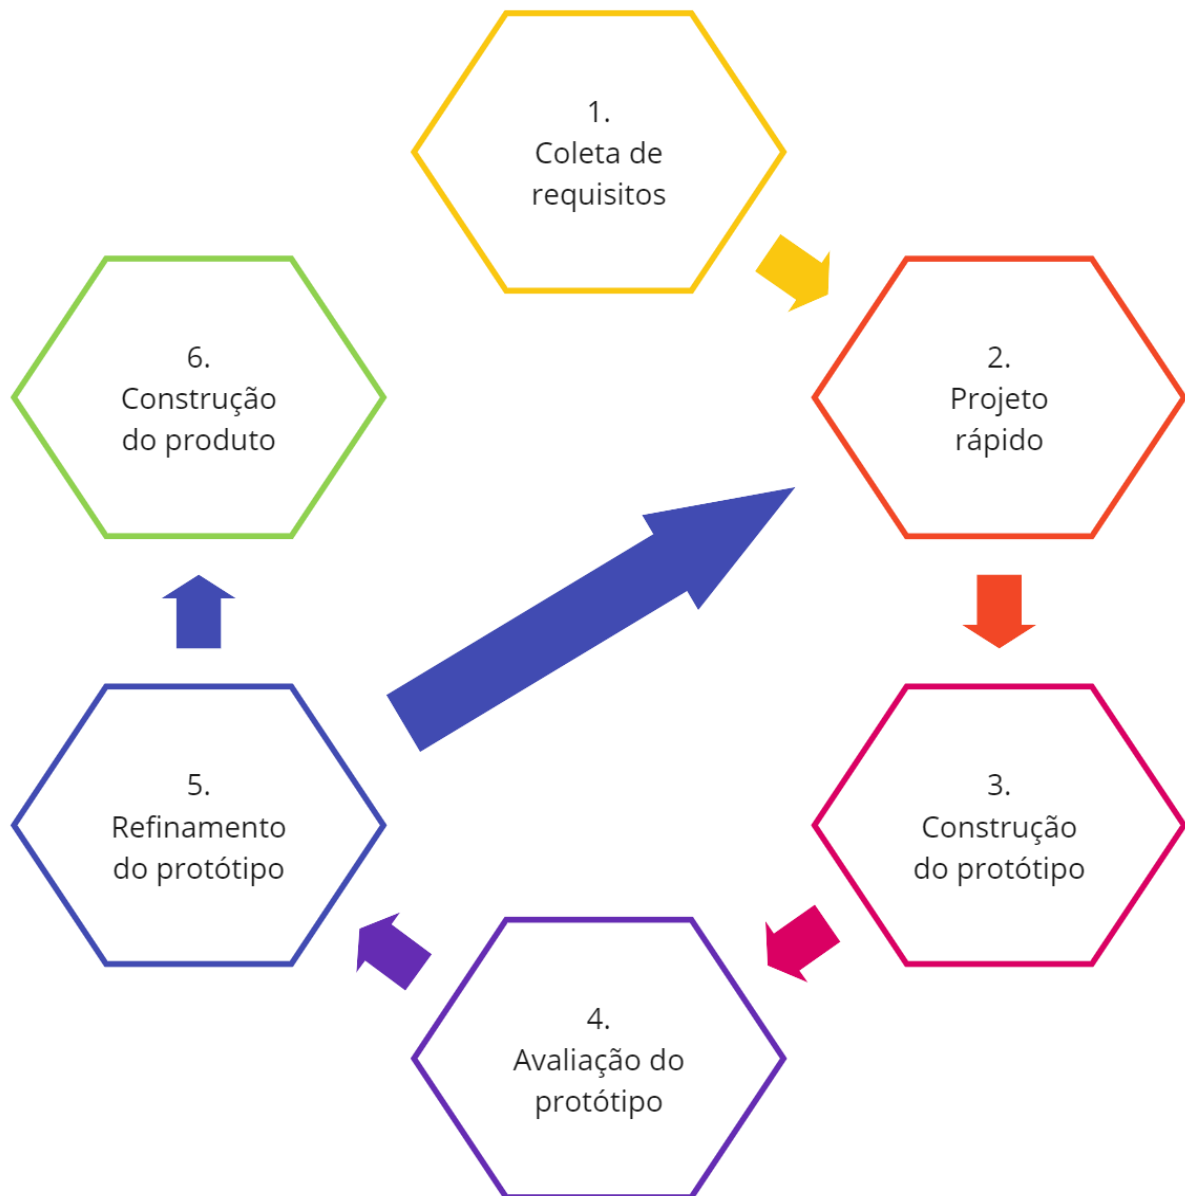 1.
Coleta de
requisitos
2.
Projeto
rápido
3.
Construção
do protótipo
4.
Avaliação do
protótipo
5.
Refinamento
do protótipo
6.
Construção
do produto